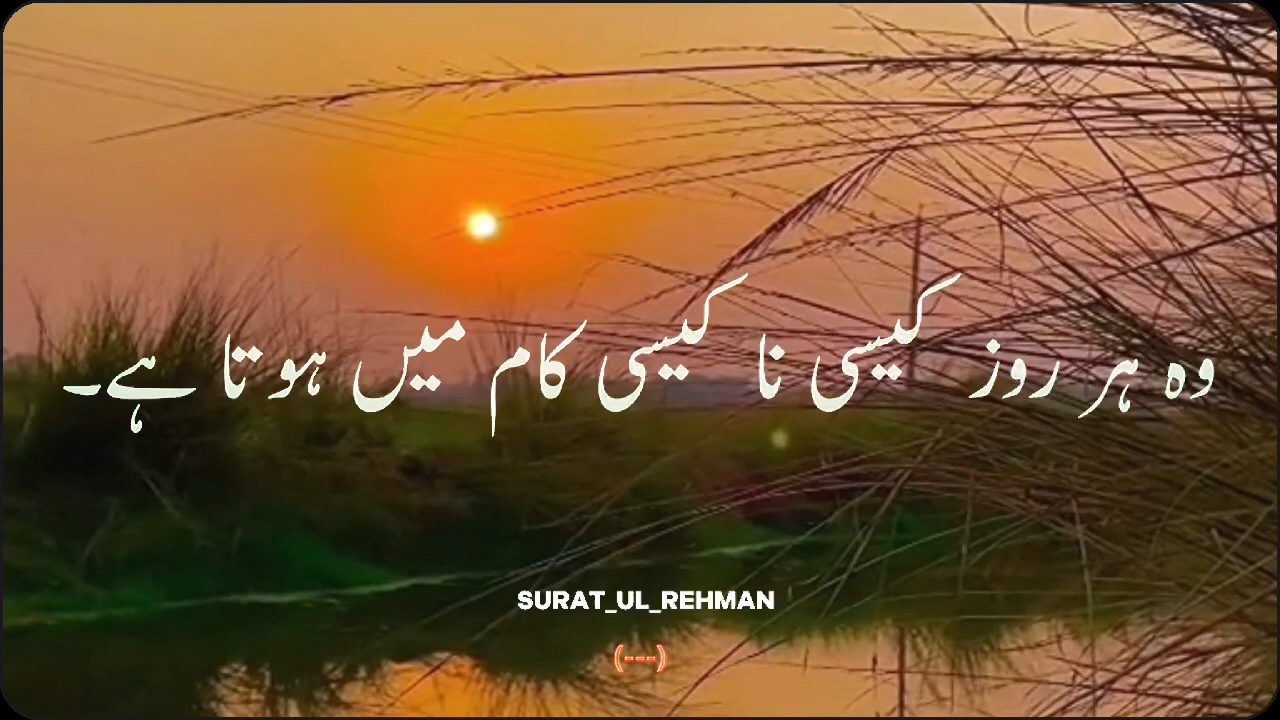 وہ ہر روز کیسی نا کیسی کام میں ہوتا ہے۔
SURAT_UL_REHMAN
(---)